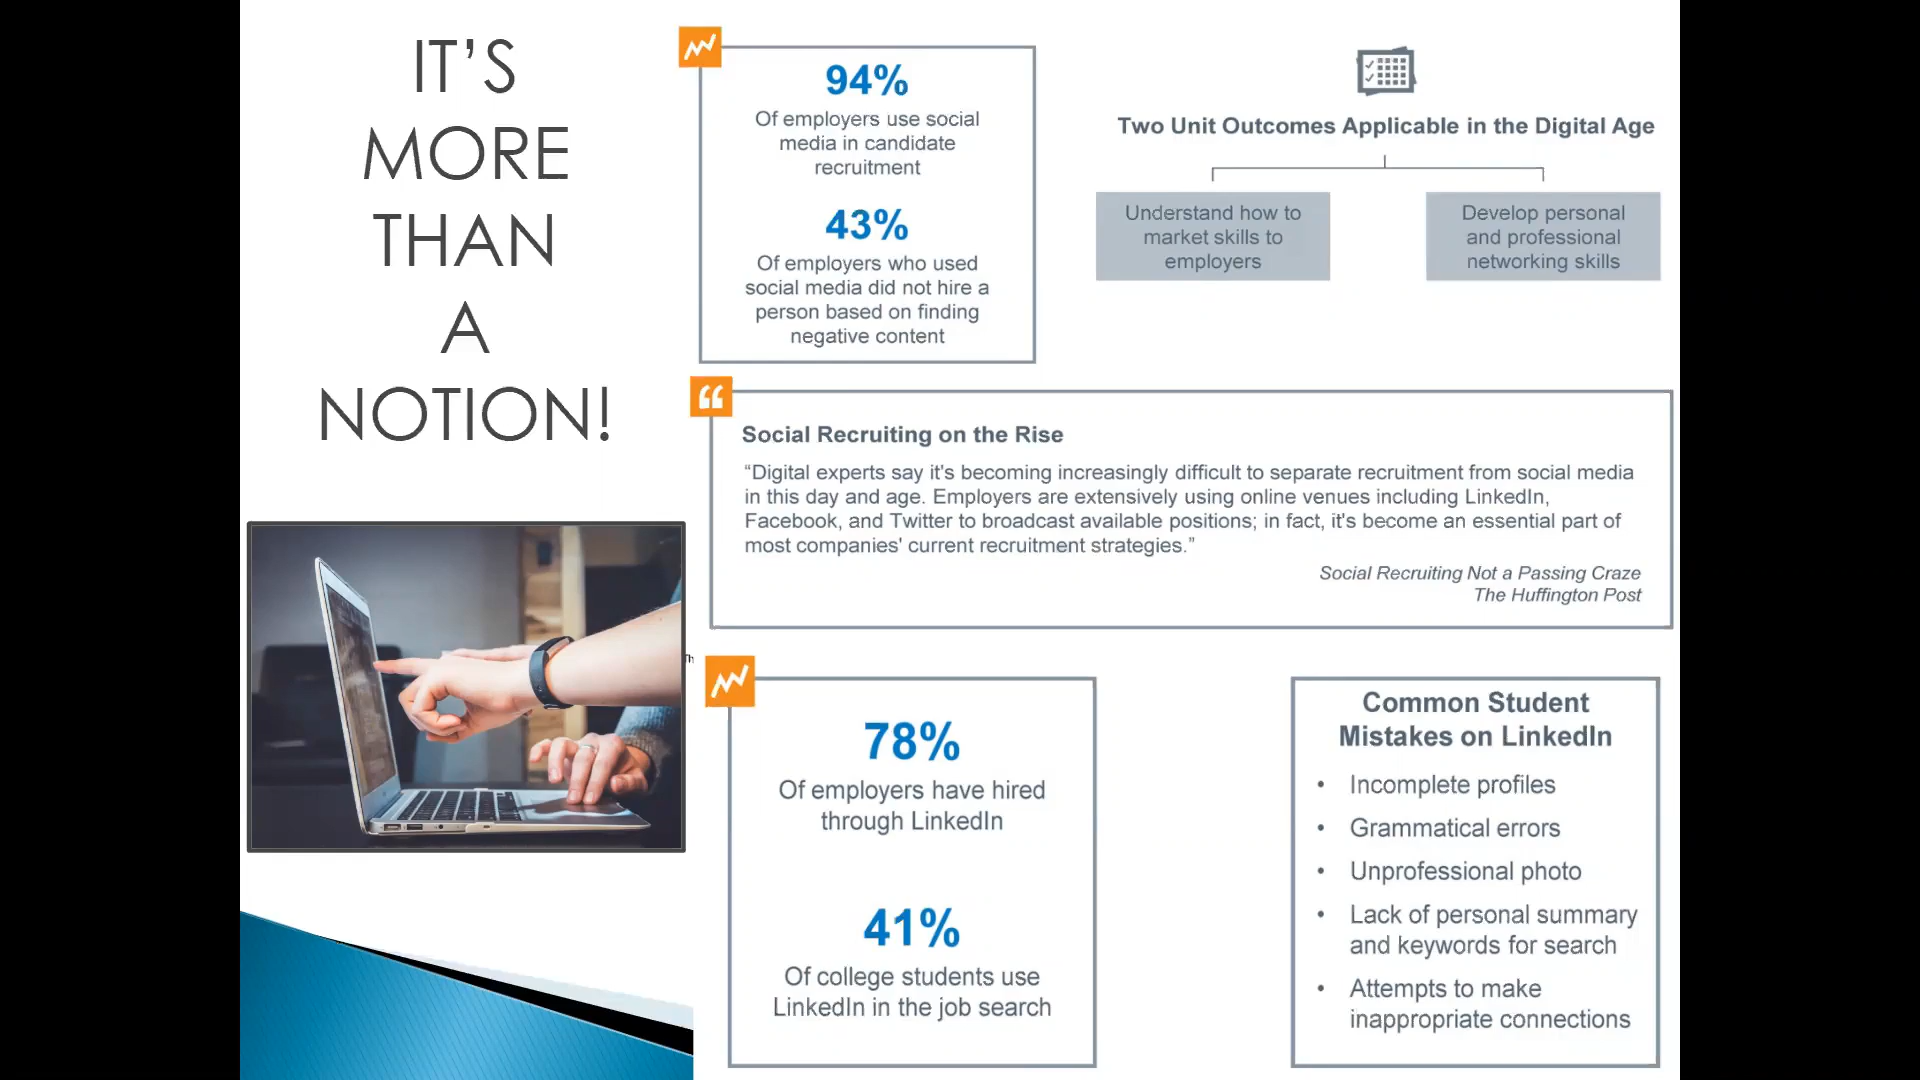 IT’S
MORE
THAN
A
NOTION!
94%
Of employers use social
media in candidate
recruitment
43%
Of employers who used
social media did not hire a
person based on finding
negative content
Two Unit Outcomes Applicable in the Digital Age
Understand how to
market skills to
employers
Develop personal
and professional
networking skills
Social Recruiting on the Rise
“Digital experts say it's becoming increasingly difficult to separate recruitment from social media
in this day and age. Employers are extensively using online venues including LinkedIn,
Facebook, and Twitter to broadcast available positions; in fact, it's become an essential part of
most companies' current recruitment strategies.”
Social Recruiting Not a Passing Craze
The Huffington Post
78%
Of employers have hired
through LinkedIn
41%
Of college students use
LinkedIn in the job search
Common Student
Mistakes on LinkedIn
• Incomplete profiles
• Grammatical errors
• Unprofessional photo
• Lack of personal summary
and keywords for search
• Attempts to make
inappropriate connections